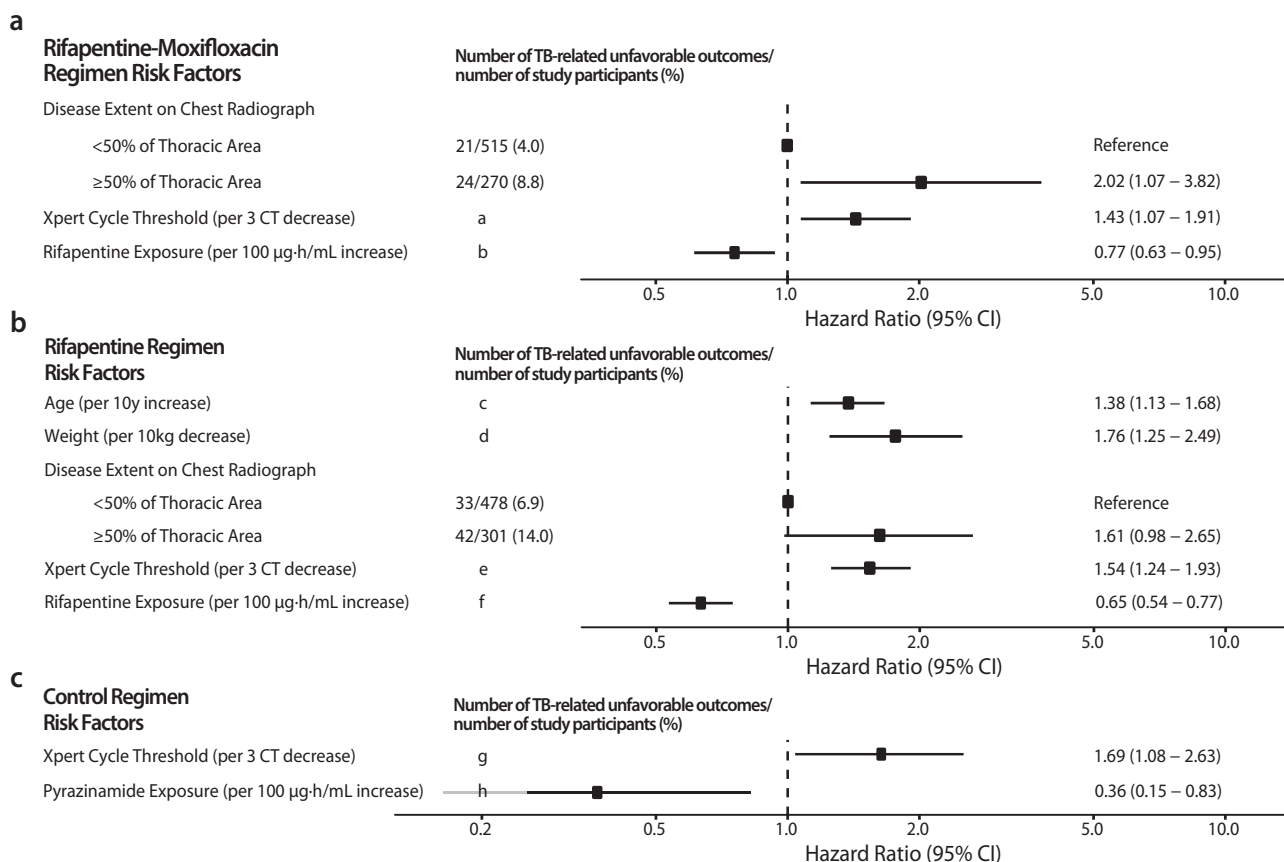 a
Rifapentine-Moxifloxacin
Regimen Risk Factors
Number of TB-related unfavorable outcomes/
number of study participants (%)
Disease Extent on Chest Radiograph
<50% of Thoracic Area 21/515 (4.0) Reference
≥50% of Thoracic Area 24/270 (8.8) 2.02 (1.07 – 3.82)
Xpert Cycle Threshold (per 3 CT decrease) a 1.43 (1.07 – 1.91)
Rifapentine Exposure (per 100 µg·h/mL increase) b 0.77 (0.63 – 0.95)
0.5 1.0 2.0 5.0 10.0
Hazard Ratio (95% CI)
b
Rifapentine Regimen
Risk Factors
Number of TB-related unfavorable outcomes/
number of study participants (%)
Age (per 10y increase) c 1.38 (1.13 – 1.68)
Weight (per 10kg decrease) d 1.76 (1.25 – 2.49)
Disease Extent on Chest Radiograph
<50% of Thoracic Area 33/478 (6.9) Reference
≥50% of Thoracic Area 42/301 (14.0) 1.61 (0.98 – 2.65)
Xpert Cycle Threshold (per 3 CT decrease) e 1.54 (1.24 – 1.93)
Rifapentine Exposure (per 100 µg·h/mL increase) f 0.65 (0.54 – 0.77)
0.5 1.0 2.0 5.0 10.0
Hazard Ratio (95% CI)
c
Control Regimen
Risk Factors
Number of TB-related unfavorable outcomes/
number of study participants (%)
Xpert Cycle Threshold (per 3 CT decrease) g 1.69 (1.08 – 2.63)
Pyrazinamide Exposure (per 100 µg·h/mL increase) h 0.36 (0.15 – 0.83)
0.2 0.5 1.0 2.0 5.0 10.0
Hazard Ratio (95% CI)